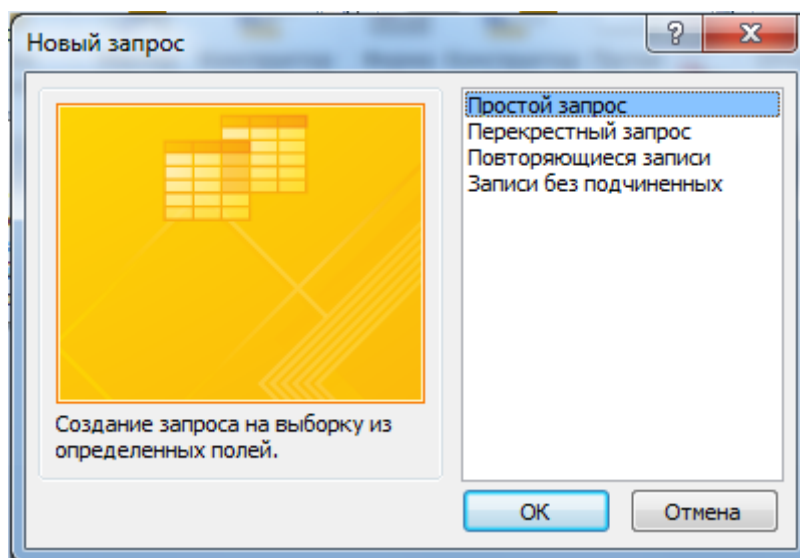 Новый запрос
Простой запрос
Перекрестный запрос
Повторяющиеся записи
Записи без подчиненных
Создание запроса на выборку из
определенных полей.
ОК
Отмена